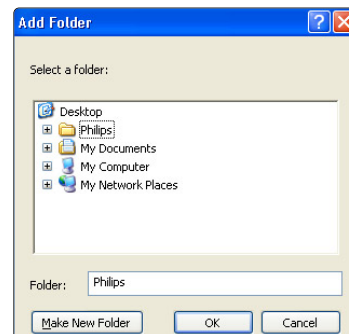 Add Folder
Select a folder:
Desktop
Philips
My Documents
My Computer
My Network Places
Folder: Philips
Make New Folder OK Cancel